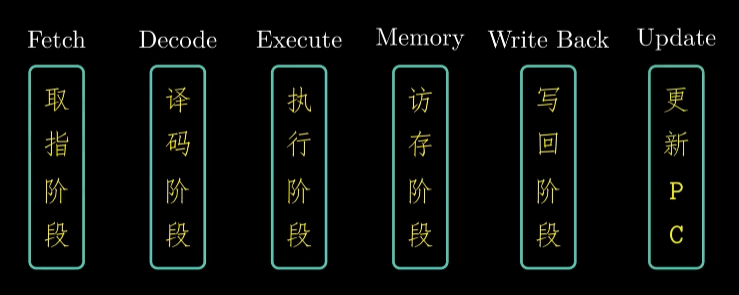 Fetch
取指阶段
Decode
译码阶段
Execute
执行阶段
Memory
访存阶段
Write Back
写回阶段
Update
更新PC